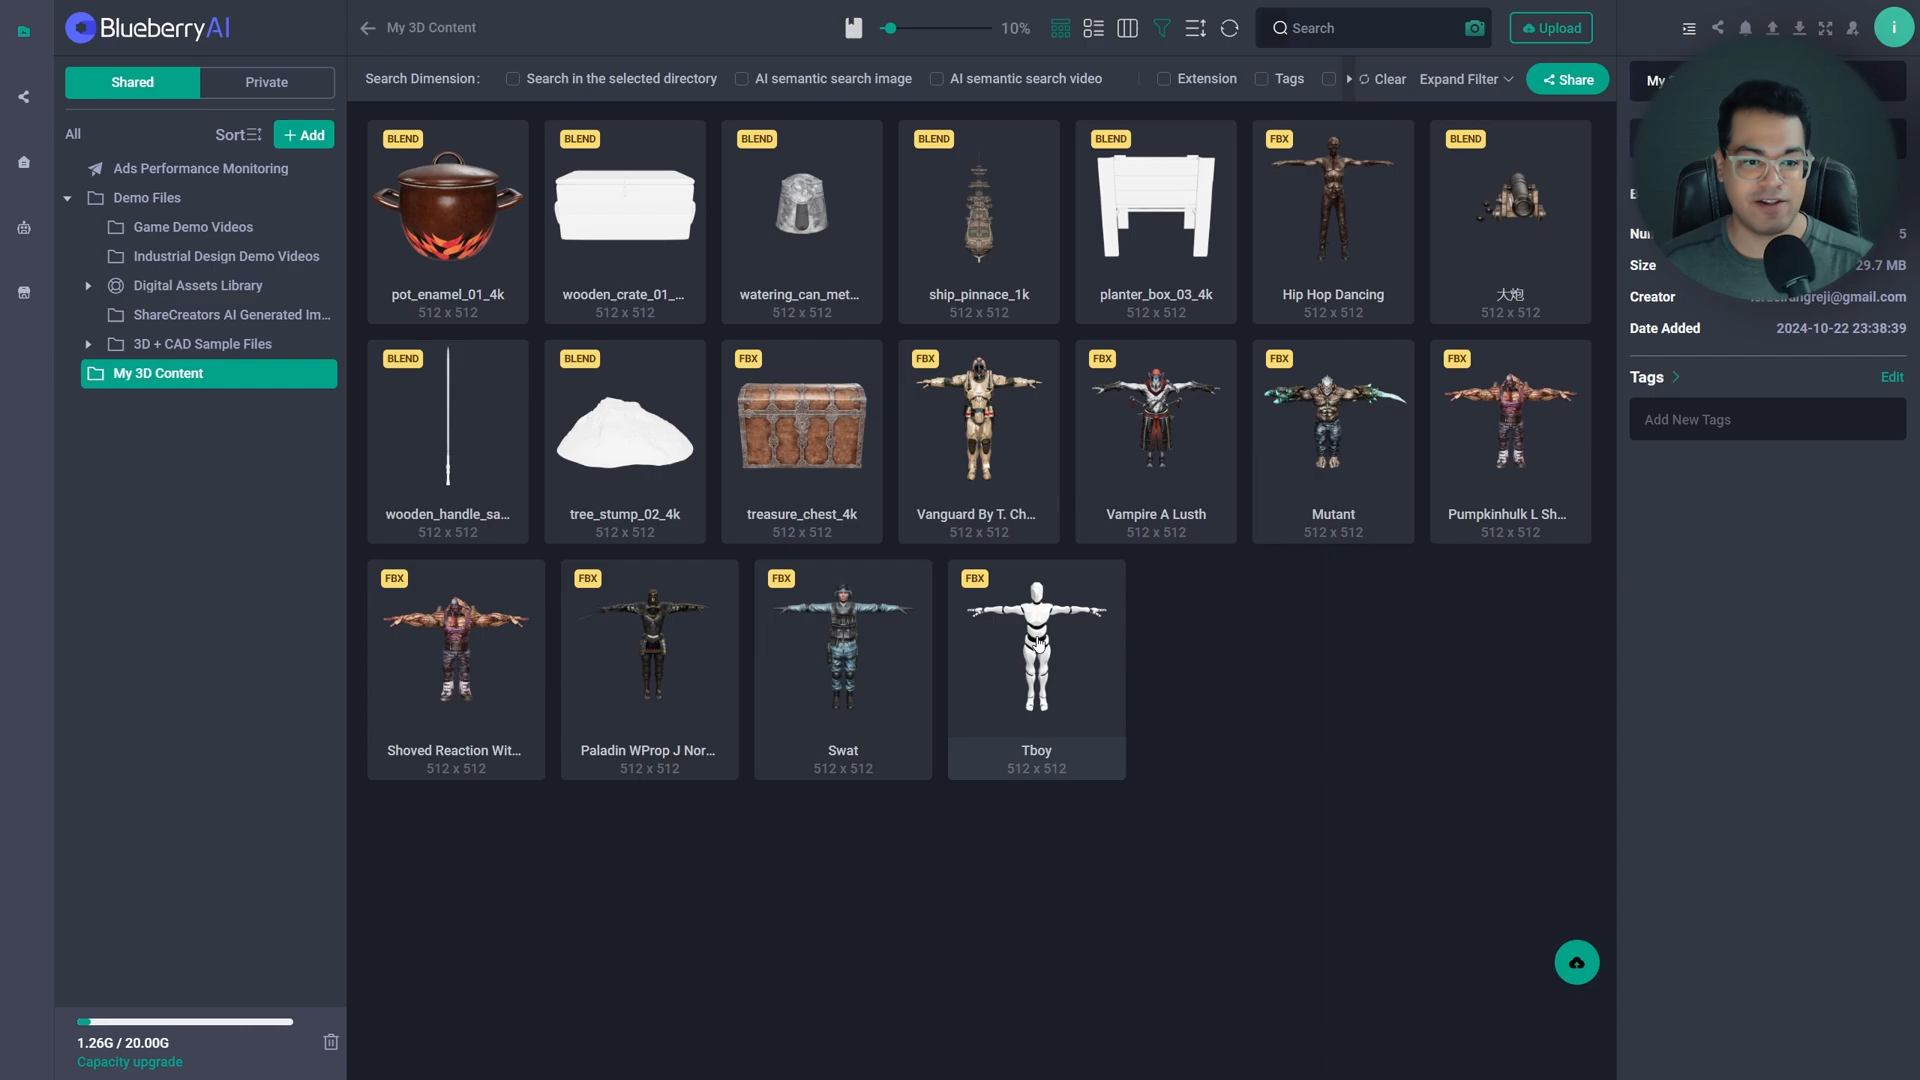 BlueberryAI
My 3D Content
10%
Search
Upload
i
Shared
Private
Search Dimension:
Search in the selected directory
AI semantic search image
AI semantic search video
Extension
Tags
Clear
Expand Filter
Share
My
All
Sort
+ Add
Ads Performance Monitoring
Demo Files
Game Demo Videos
Industrial Design Demo Videos
Digital Assets Library
ShareCreators AI Generated Im...
3D + CAD Sample Files
My 3D Content
BLEND
pot_enamel_01_4k
512 x 512
BLEND
wooden_crate_01_...
512 x 512
BLEND
watering_can_met...
512 x 512
BLEND
ship_pinnace_1k
512 x 512
BLEND
planter_box_03_4k
512 x 512
FBX
Hip Hop Dancing
512 x 512
BLEND
大炮
512 x 512
BLEND
wooden_handle_sa...
512 x 512
BLEND
tree_stump_02_4k
512 x 512
FBX
treasure_chest_4k
512 x 512
FBX
Vanguard By T. Ch...
512 x 512
FBX
Vampire A Lusth
512 x 512
FBX
Mutant
512 x 512
FBX
Pumpkinhulk L Sh...
512 x 512
FBX
Shoved Reaction Wit...
512 x 512
FBX
Paladin WProp J Nor...
512 x 512
FBX
Swat
512 x 512
FBX
Tboy
512 x 512
5
Size
29.7 MB
Creator
Date Added
2024-10-22 23:38:39
Tags
Edit
Add New Tags
1.26G / 20.00G
Capacity upgrade